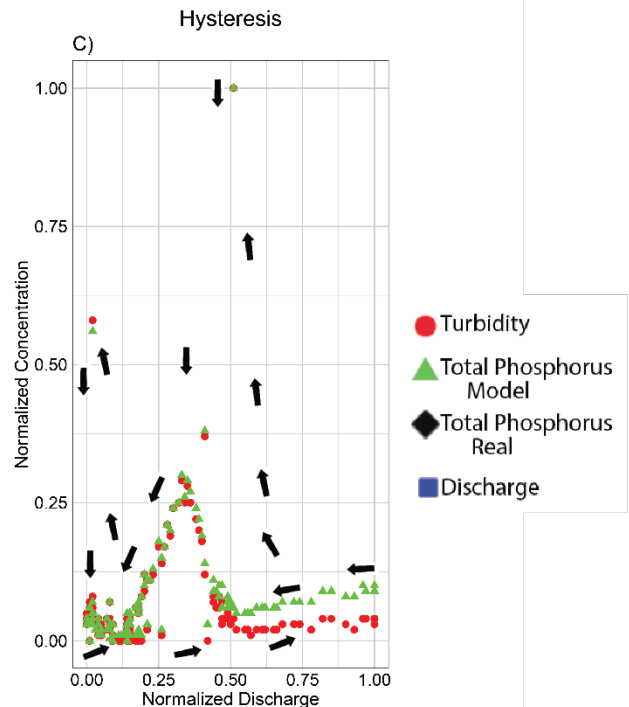 Hysteresis
C)
1.00
0.75
0.50
0.25
0.00
Normalized Concentration
0.00
0.25
0.50
0.75
1.00
Normalized Discharge
Turbidity
Total Phosphorus
Model
Total Phosphorus
Real
Discharge